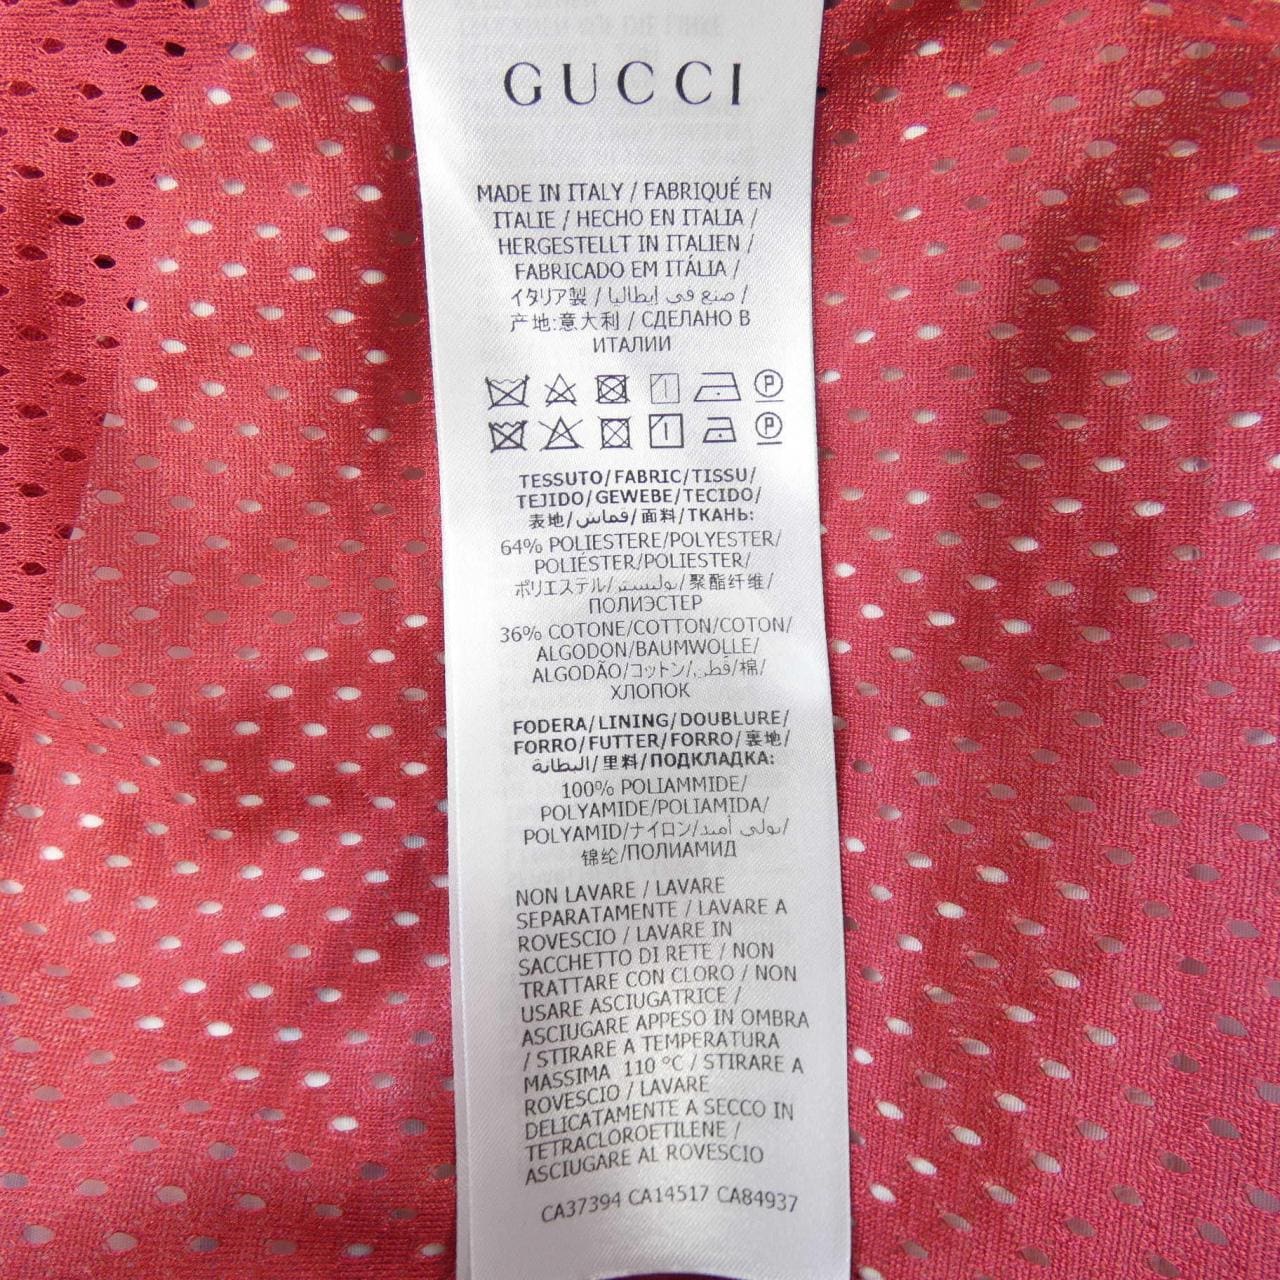 GUCCI
MADE IN ITALY / FABRIQUÉ EN
ITALIE / HECHO EN ITALIA /
HERGESTELLT IN ITALIEN /
FABRICADO EM ITÁLIA /
イタリア製 / صنع في إيطاليا /
产地:意大利 / СДЕЛАНО В
ИТАЛИИ
TESSUTO/FABRIC/TISSU/
TEJIDO/GEWEBE/TECIDO/
表地/قماش/面料/ТКАНЬ:
64% POLIESTERE/POLYESTER/
POLIÉSTER/POLIESTER/
ポリエステル/بوليستر/聚酯纤维/
ПОЛИЭСТЕР
36% COTONE/COTTON/COTON/
ALGODON/BAUMWOLLE/
ALGODÃO/コットン/قطن/棉/
ХЛОПОК
FODERA/LINING/DOUBLURE/
FORRO/FUTTER/FORRO/裏地/
البطانة/里料/ПОДКЛАДКА:
100% POLIAMMIDE/
POLYAMIDE/POLIAMIDA/
POLYAMID/ナイロン/بولي أميد/
锦纶/ПОЛИАМИД
NON LAVARE / LAVARE
SEPARATAMENTE / LAVARE A
ROVESCIO / LAVARE IN
SACCHETTO DI RETE / NON
TRATTARE CON CLORO / NON
USARE ASCIUGATRICE /
ASCIUGARE APPESO IN OMBRA
/ STIRARE A TEMPERATURA
MASSIMA 110 °C / STIRARE A
ROVESCIO / LAVARE
DELICATAMENTE A SECCO IN
TETRACLOROETILENE /
ASCIUGARE AL ROVESCIO
CA37394 CA14517 CA84937